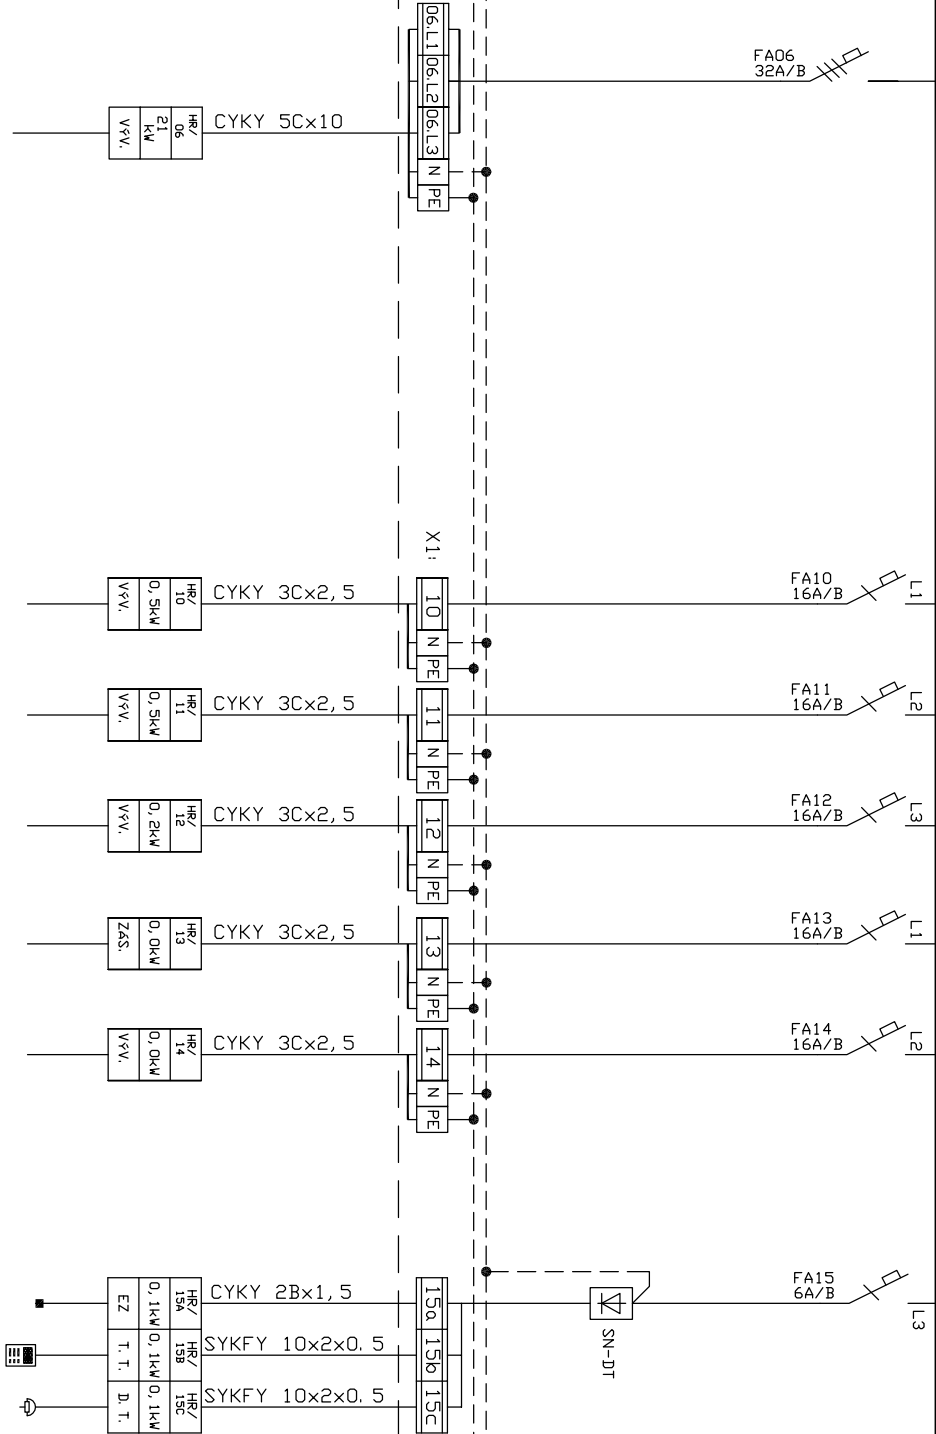 FA06
32A/B
06.L1
06.L2
06.L3
N
PE
CYKY 5Cx10
HR/
06
21
kW
VÝV.
X1:
L1
FA10
16A/B
10
N
PE
CYKY 3Cx2,5
HR/
10
0,5kW
VÝV.
L2
FA11
16A/B
11
N
PE
CYKY 3Cx2,5
HR/
11
0,5kW
VÝV.
L3
FA12
16A/B
12
N
PE
CYKY 3Cx2,5
HR/
12
0,2kW
VÝV.
L1
FA13
16A/B
13
N
PE
CYKY 3Cx2,5
HR/
13
0,0kW
ZÁS.
L2
FA14
16A/B
14
N
PE
CYKY 3Cx2,5
HR/
14
0,0kW
VÝV.
L3
FA15
6A/B
SN-DT
15a
CYKY 2Bx1,5
HR/
15A
0,1kW
EZ
15b
SYKFY 10x2x0.5
HR/
15B
0,1kW
T.T.
15c
SYKFY 10x2x0.5
HR/
15C
0,1kW
D.T.